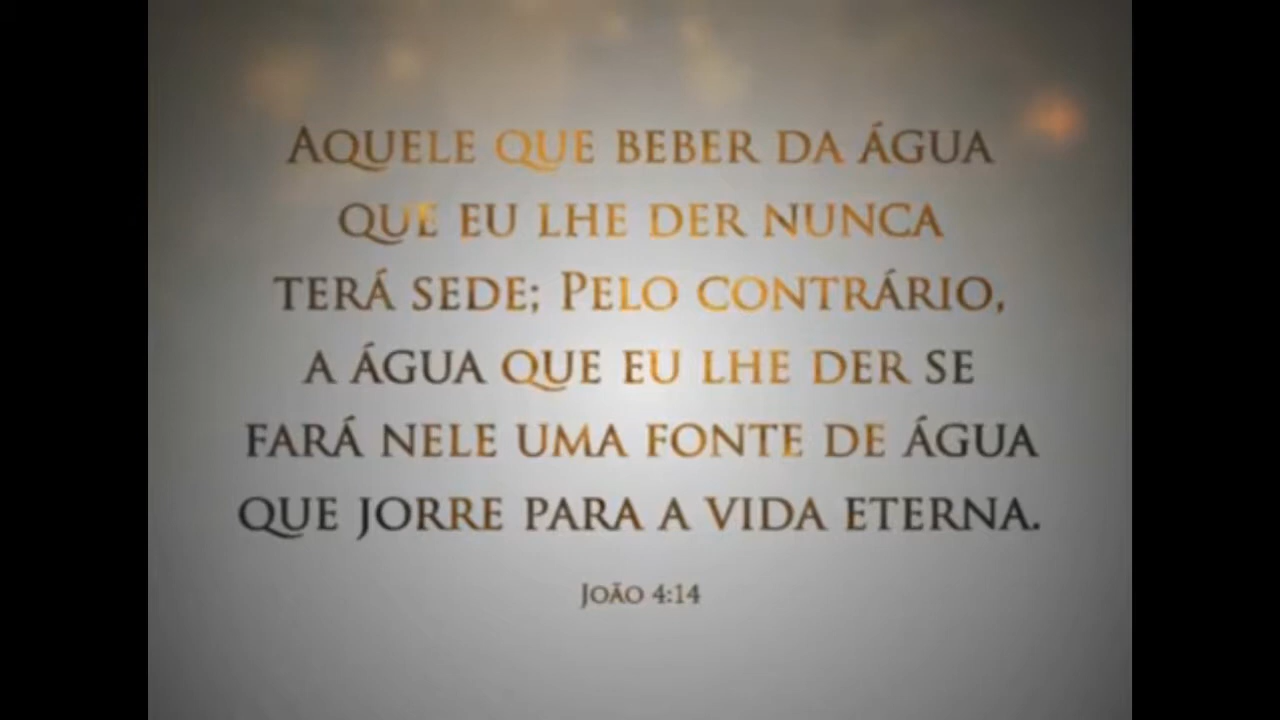 Aquele que beber da água
que eu lhe der nunca
terá sede; Pelo contrário,
a água que eu lhe der se
fará nele uma fonte de água
que jorre para a vida eterna.
João 4:14